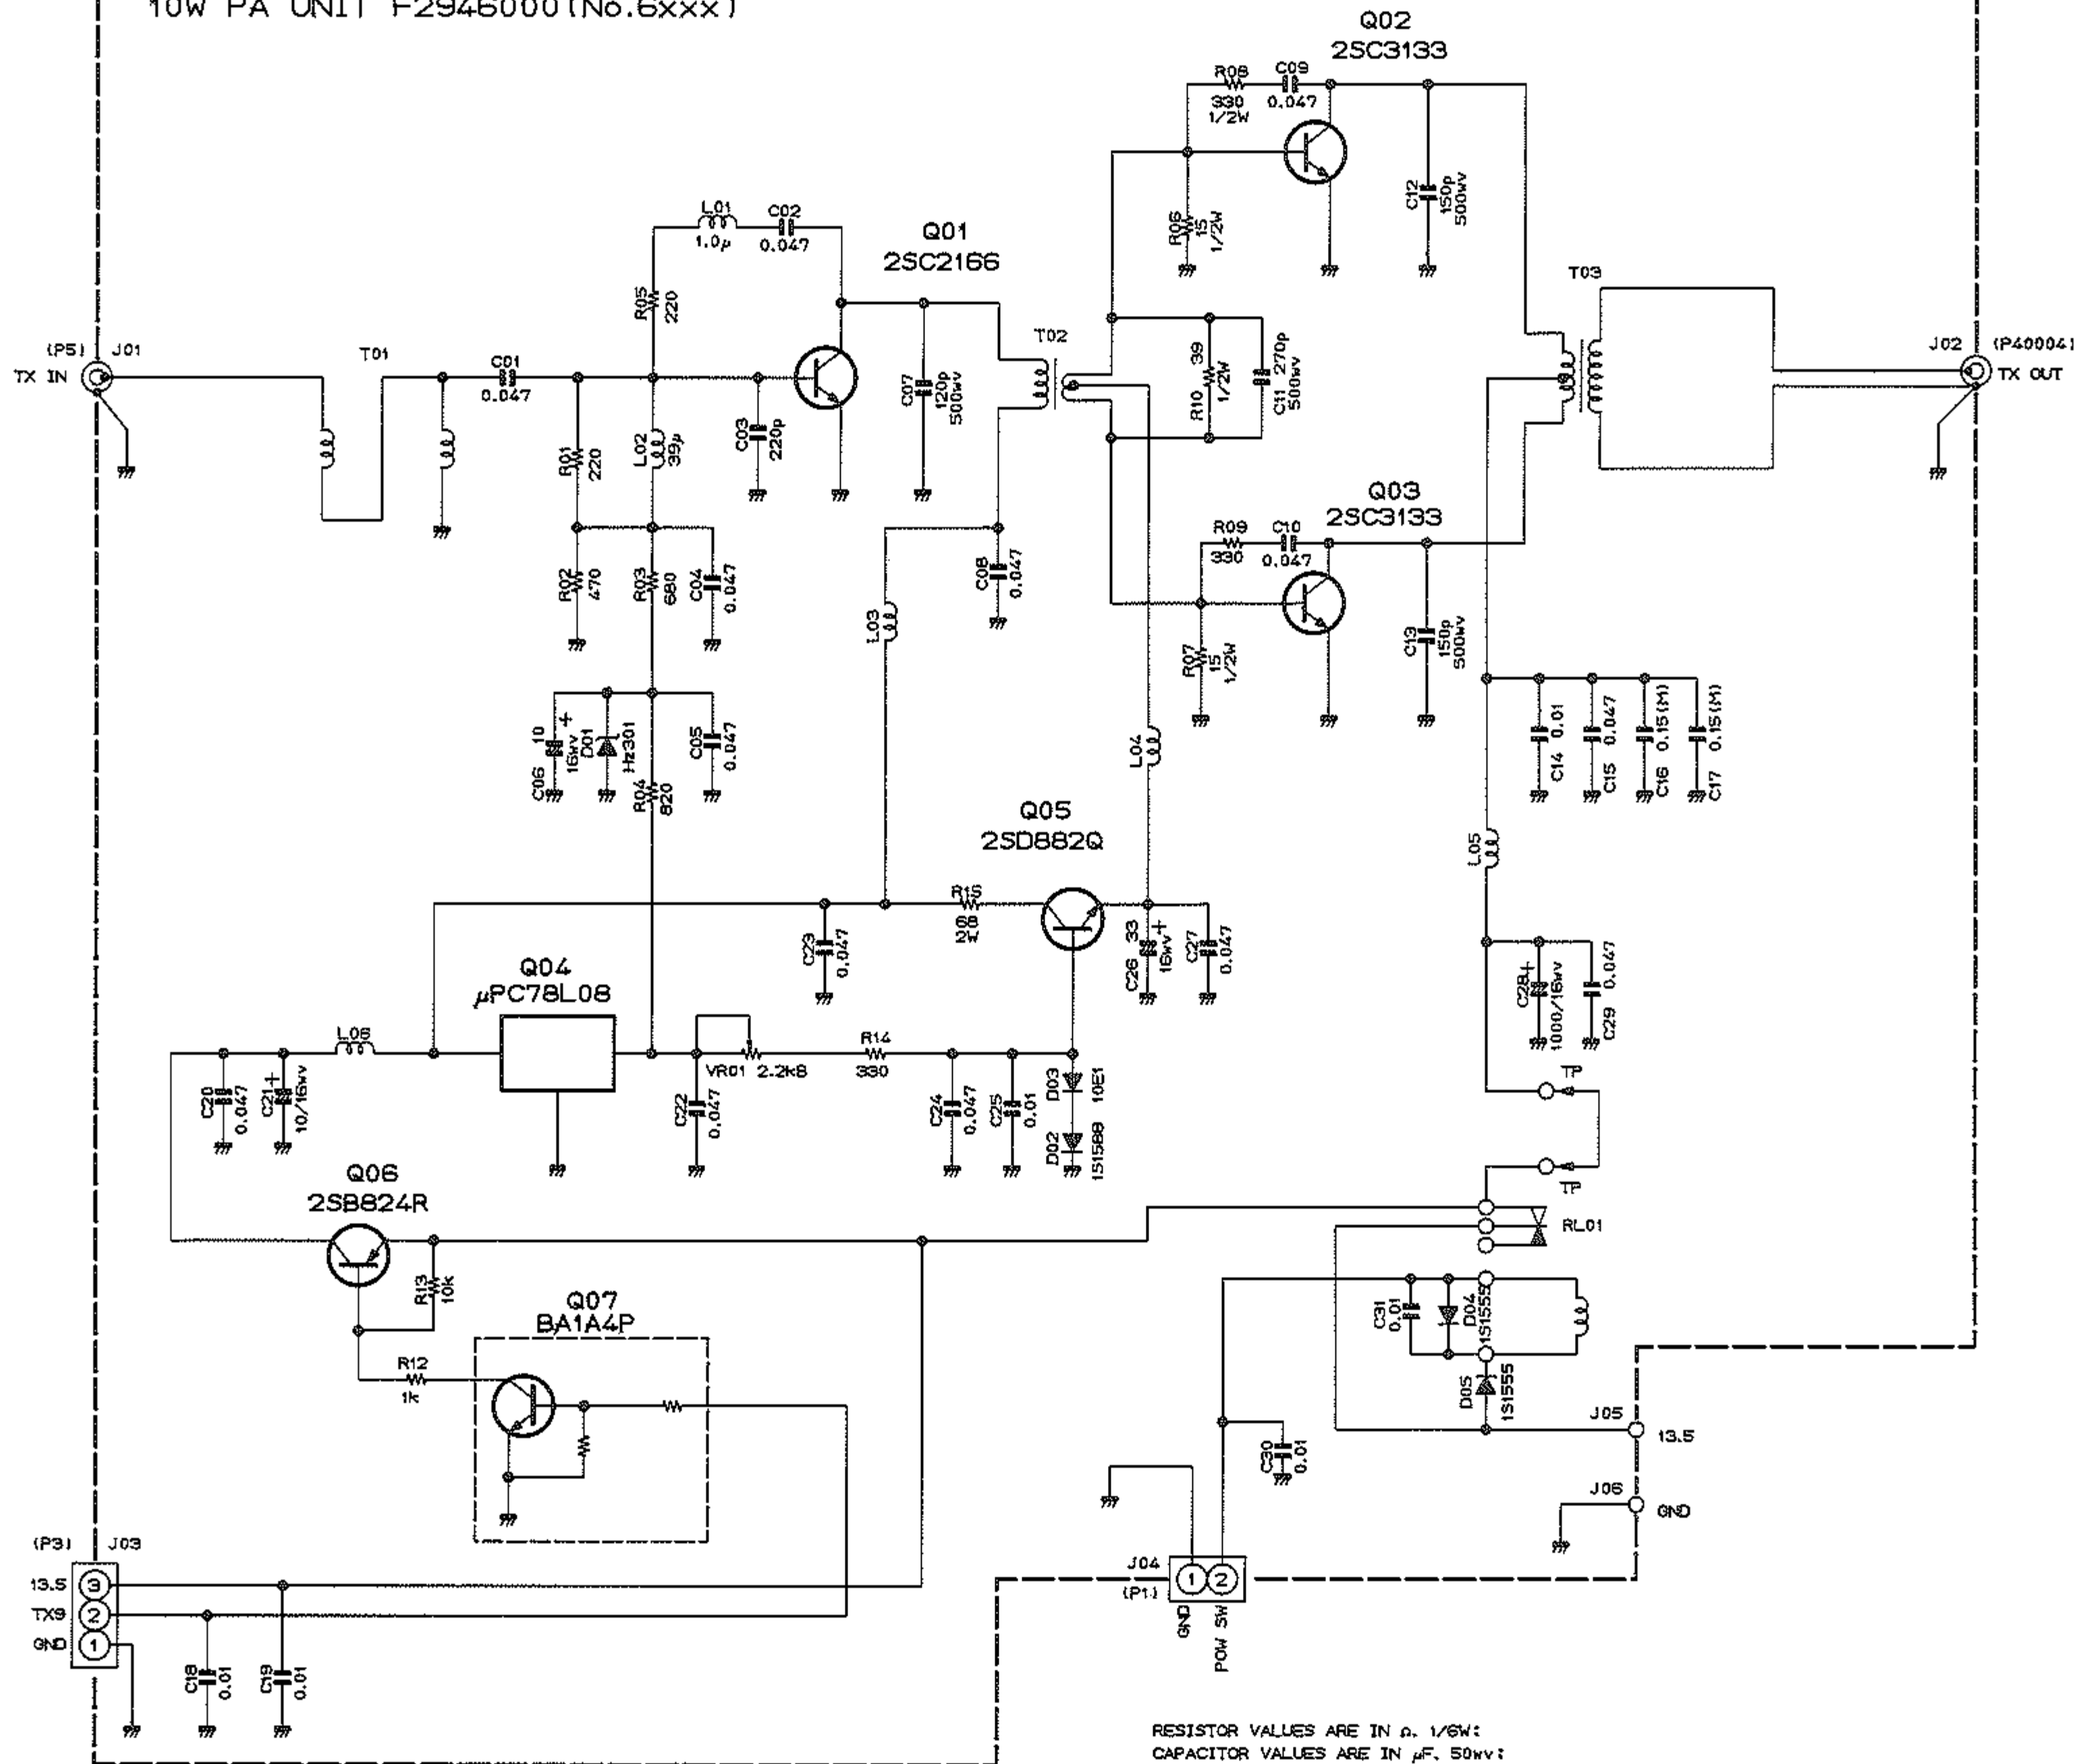 10W PA UNIT F2946000(No.6xxx)
Q02
2SC3133
R08
330
1/2W
C09
0.047
R06
15
1/2W
C12
150p
500wv
L01
1.0μ
C02
0.047
Q01
2SC2166
R05
220
T03
(P5)
J01
TX IN
T01
C01
0.047
T02
R10
39
1/2W
C11
270p
500wv
J02
(P40004)
TX OUT
R01
220
L02
39μ
C03
220p
C07
120p
500wv
Q03
2SC3133
R09
330
C10
0.047
R02
470
R03
680
C04
0.047
C08
0.047
L03
R07
15
1/2W
C13
150p
500wv
C06
10
16wv
+
D01
Hz301
R04
820
C05
0.047
L04
C14
0.01
C15
0.047
C16
0.15(M)
C17
0.15(M)
Q05
2SD882Q
L05
R15
68
2W
C23
0.047
C26
33
16wv
+
C27
0.047
Q04
μPC78L08
C28
+
1000/16wv
C29
0.047
L06
VR01 2.2kB
R14
330
C20
0.047
C21
+
10/16wv
C22
0.047
C24
0.047
C25
0.01
D03
10E1
D02
1S1588
TP
TP
Q06
2SB824R
RL01
R13
10k
Q07
BA1A4P
C31
0.01
D04
1S1555
R12
1k
D05
1S1555
J05
13.5
C30
0.01
J06
GND
(P3)
J03
13.5
3
TX9
2
GND
1
C18
0.01
C19
0.01
J04
(P1)
1
2
GND
POW SW
RESISTOR VALUES ARE IN Ω, 1/6W;
CAPACITOR VALUES ARE IN μF, 50wv;